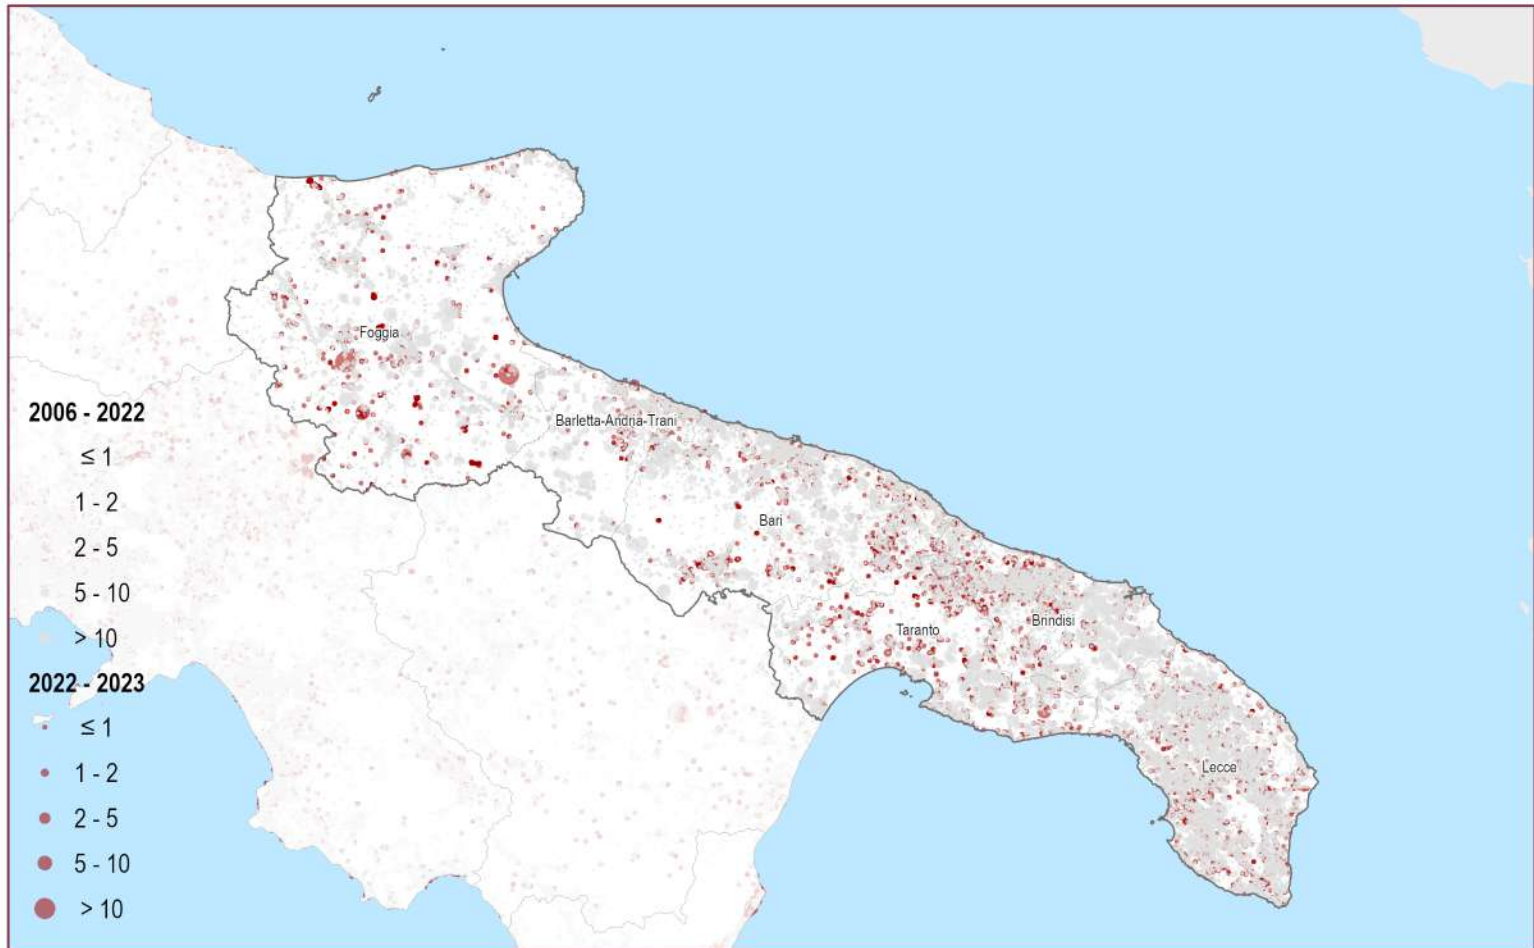 Foggia
Barletta-Andria-Trani
Bari
Taranto
Brindisi
Lecce
2006 - 2022
≤ 1
1 - 2
2 - 5
5 - 10
> 10
2022 - 2023
≤ 1
1 - 2
2 - 5
5 - 10
> 10